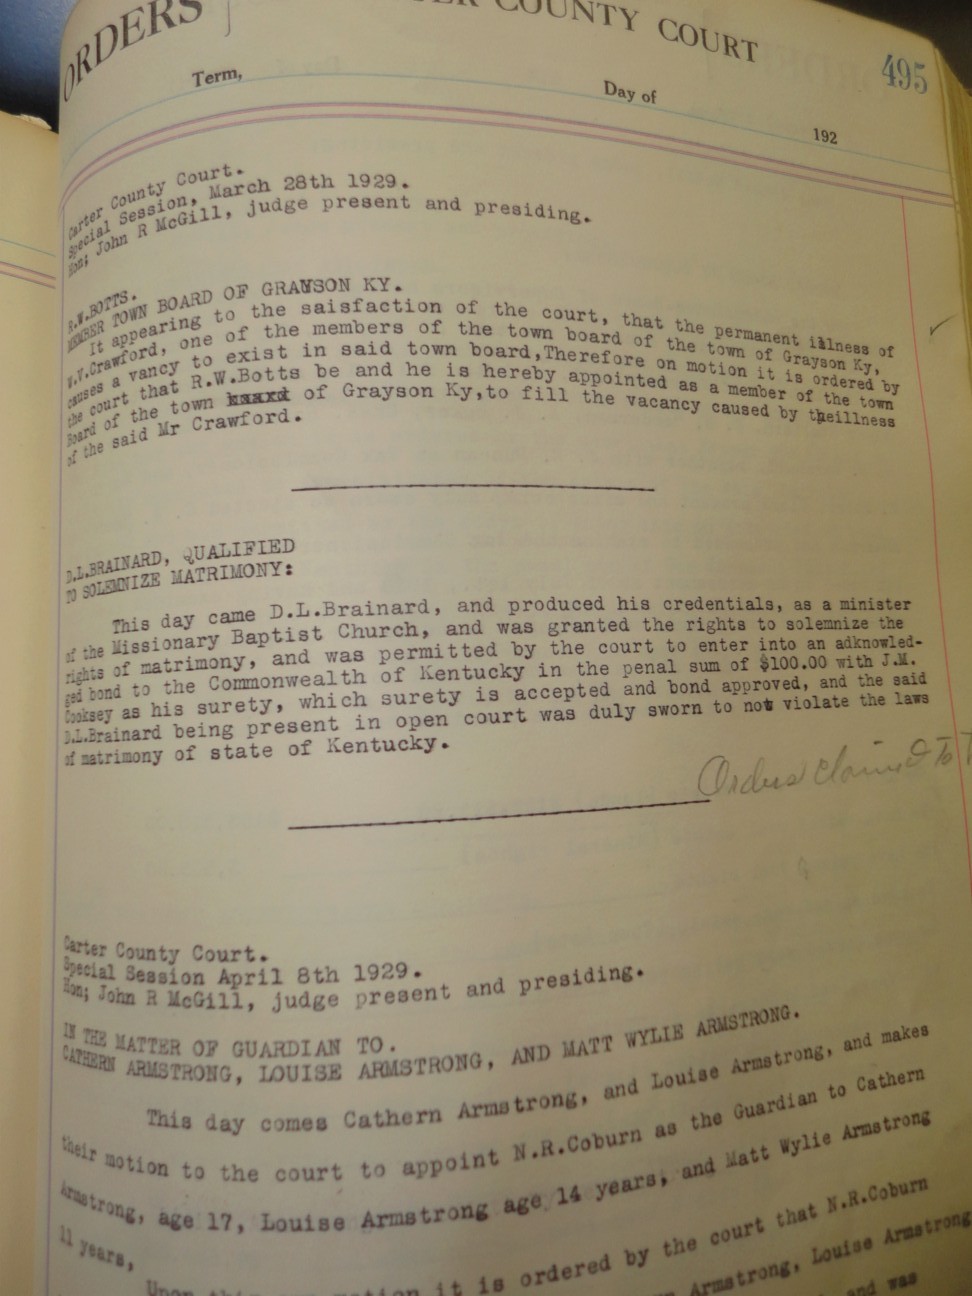 ORDERS COUNTY COURT 495
Term, Day of 192
Carter County Court.
Special Session, March 28th 1929.
Hon; John R McGill, judge present and presiding.
R.W.BOTTS.
MEMBER TOWN BOARD OF GRAYSON KY.
It appearing to the saisfaction of the court, that the permanent illness of
W.V.Crawford, one of the members of the town board of the town of Grayson Ky,
causes a vancy to exist in said town board,Therefore on motion it is ordered by
the court that R.W.Botts be and he is hereby appointed as a member of the town
Board of the town of Grayson Ky,to fill the vacancy caused by theillness
of the said Mr Crawford.
D.L.BRAINARD, QUALIFIED
TO SOLEMNIZE MATRIMONY:
This day came D.L.Brainard, and produced his credentials, as a minister
of the Missionary Baptist Church, and was granted the rights to solemnize the
rights of matrimony, and was permitted by the court to enter into an adknowled-
ged bond to the Commonwealth of Kentucky in the penal sum of $100.00 with J.M.
Cooksey as his surety, which surety is accepted and bond approved, and the said
D.L.Brainard being present in open court was duly sworn to not violate the laws
of matrimony of state of Kentucky.
Orders To
Carter County Court.
Special Session April 8th 1929.
Hon; John R McGill, judge present and presiding.
IN THE MATTER OF GUARDIAN TO.
CATHERN ARMSTRONG, LOUISE ARMSTRONG, AND MATT WYLIE ARMSTRONG.
This day comes Cathern Armstrong, and Louise Armstrong, and makes
their motion to the court to appoint N.R.Coburn as the Guardian to Cathern
Armstrong, age 17, Louise Armstrong age 14 years, and Matt Wylie Armstrong
11 years,
Upon it is ordered by the court that N.R.Coburn
Armstrong, Louise Armstrong
and was